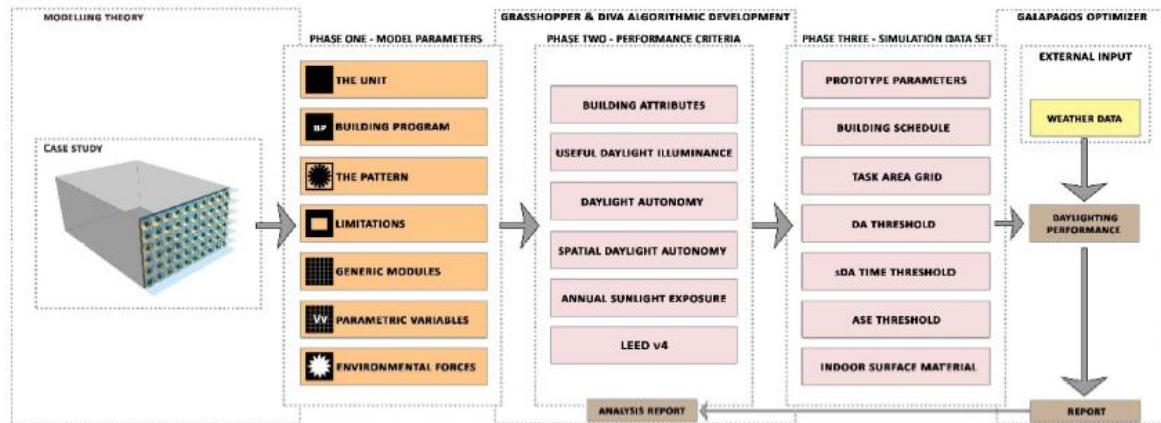 MODELLING THEORY
GRASSHOPPER & DIVA ALGORITHMIC DEVELOPMENT
GALAPAGOS OPTIMIZER
PHASE ONE - MODEL PARAMETERS
PHASE TWO - PERFORMANCE CRITERIA
PHASE THREE - SIMULATION DATA SET
EXTERNAL INPUT
CASE STUDY
THE UNIT
BP
BUILDING PROGRAM
THE PATTERN
LIMITATIONS
GENERIC MODULES
VV
PARAMETRIC VARIABLES
ENVIRONMENTAL FORCES
BUILDING ATTRIBUTES
USEFUL DAYLIGHT ILLUMINANCE
DAYLIGHT AUTONOMY
SPATIAL DAYLIGHT AUTONOMY
ANNUAL SUNLIGHT EXPOSURE
LEED v4
PROTOTYPE PARAMETERS
BUILDING SCHEDULE
TASK AREA GRID
DA THRESHOLD
sDA TIME THRESHOLD
ASE THRESHOLD
INDOOR SURFACE MATERIAL
WEATHER DATA
DAYLIGHTING
PERFORMANCE
REPORT
ANALYSIS REPORT